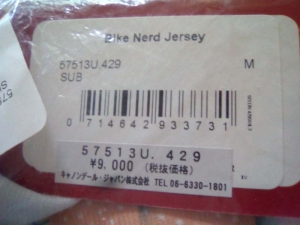 Bike Nerd Jersey
57513U.429 M
SUB
0 714642 933731
57513U. 429
¥9,000 (税抜価格)
キャノンデール・ジャパン株式会社 TEL 06-6330-1801